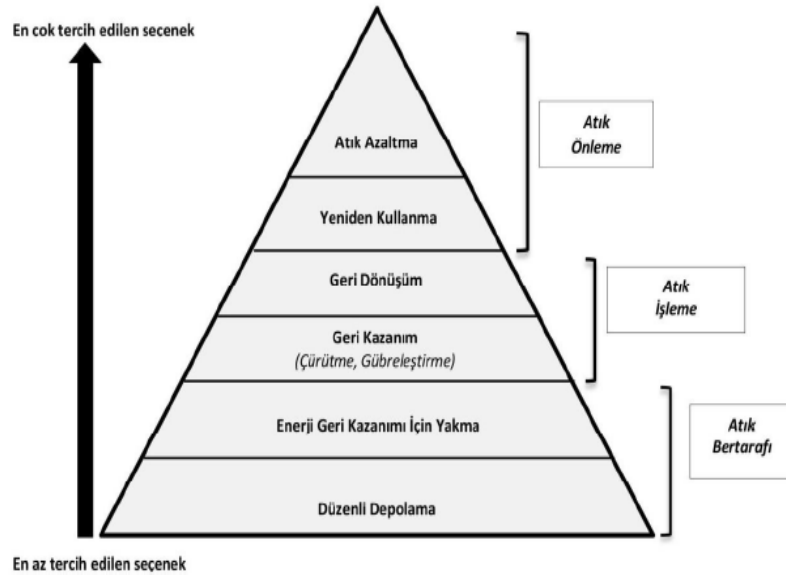 En cok tercih edilen secenek
Atık Azaltma
Yeniden Kullanma
Atık
Önleme
Geri Dönüşüm
Geri Kazanım
(Çürütme, Gübreleştirme)
Atık
İşleme
Enerji Geri Kazanımı İçin Yakma
Düzenli Depolama
Atık
Bertarafı
En az tercih edilen seçenek